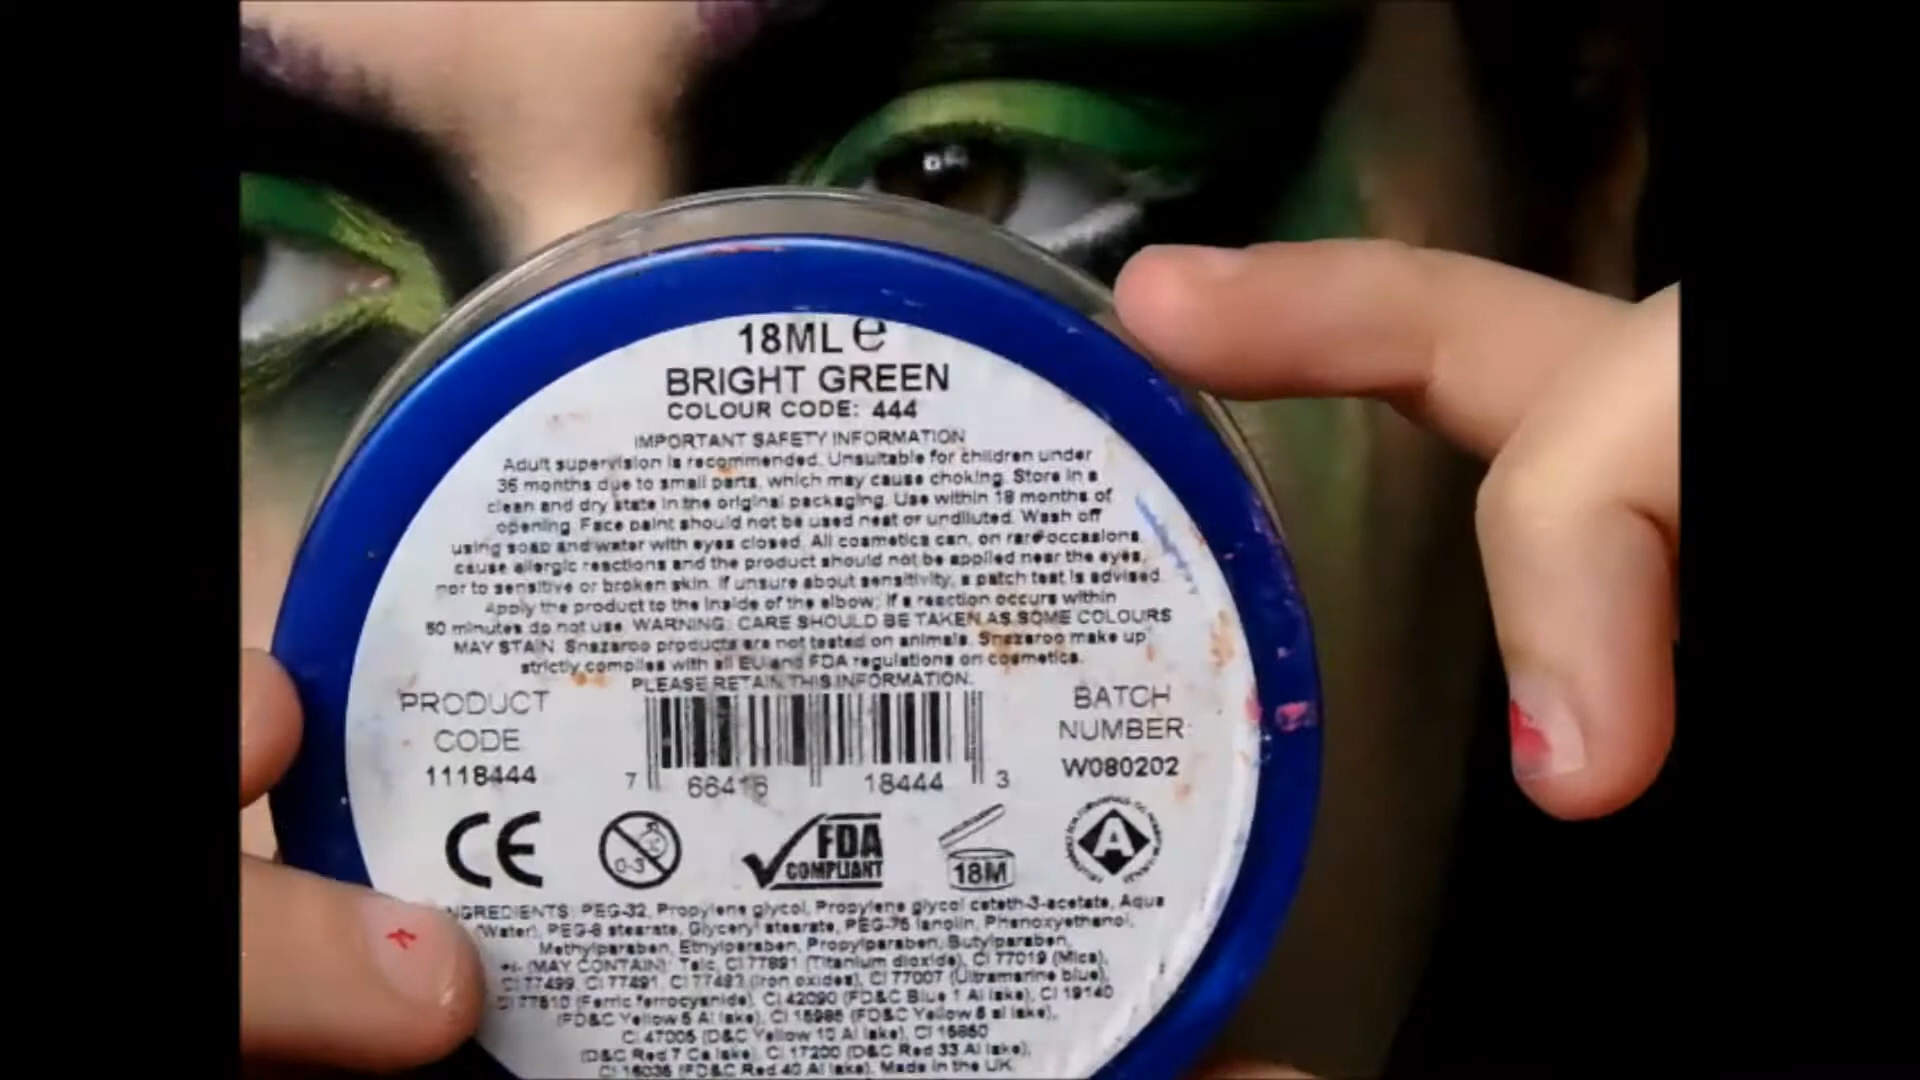 18ML e
BRIGHT GREEN
COLOUR CODE: 444
IMPORTANT SAFETY INFORMATION
Adult supervision is recommended. Unsuitable for children under
36 months due to small parts, which may cause choking. Store in a
clean and dry state in the original packaging. Use within 18 months of
opening. Face paint should not be used neat or undiluted. Wash off
using soap and water with eyes closed. All cosmetics can, on rare occasions,
cause allergic reactions and the product should not be applied near the eyes,
nor to sensitive or broken skin. If unsure about sensitivity, a patch test is advised.
Apply the product to the inside of the elbow; if a reaction occurs within
minutes do not use. WARNING: CARE SHOULD BE TAKEN AS SOME COLOURS
MAY STAIN. Snazaroo products are not tested on animals. Snazaroo make up
strictly complies with all EU and FDA regulations on cosmetics.
PLEASE RETAIN THIS INFORMATION.
PRODUCT
CODE
1118444
7 66416 18444 3
BATCH
NUMBER:
W080202
CE
0-3
FDA
COMPLIANT
18M
A
INGREDIENTS: PEG-32, Propylene glycol, Propylene glycol ceteth-3-acetate, Aqua
(Water), PEG-8 stearate, Glyceryl stearate, PEG-75 lanolin, Phenoxyethanol,
Methylparaben, Ethylparaben, Propylparaben, Butylparaben,
+/- (MAY CONTAIN): Talc, CI 77891 (Titanium dioxide), CI 77019 (Mica),
CI 77499, CI 77491, CI 77492 (Iron oxides), CI 77007 (Ultramarine blue),
CI 77510 (Ferric ferrocyanide), CI 42090 (FD&C Blue 1 Al lake), CI 19140
(FD&C Yellow 5 Al lake), CI 15985 (FD&C Yellow 6 al lake),
CI 47005 (D&C Yellow 10 Al lake), CI 15850
(D&C Red 7 Ca lake), CI 17200 (D&C Red 33 Al lake),
CI 16035 (FD&C Red 40 Al lake). Made in the UK.